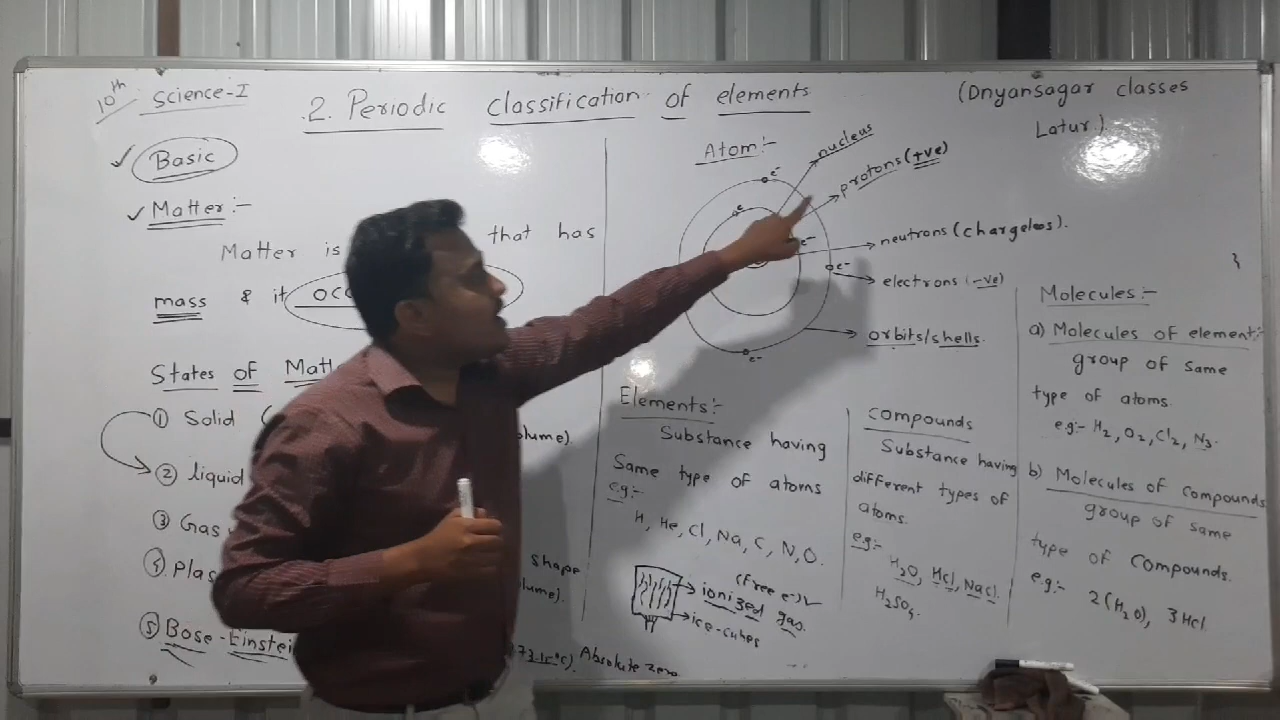 10th Science-I
2. Periodic classification of elements
(Dnyansagar classes
Latur.)
✓ Basic
✓ Matter:-
Matter is
that has
mass & it occ
States of Matt
① Solid (
olume)
② liquid
③ Gas
④ Plas
shape
lume).
⑤ Bose-Einstei
73.15°C). Absolute zero
Atom:-
nucleus
protons (+ve)
neutrons (chargeless).
electrons (-ve)
orbits/shells.
e-
e
e-
e-
e-
Elements:-
Substance having
Same type of atoms
e.g:-
H, He, Cl, Na, C, N, O.
(free e-)✓
ionized gas.
ice-cubes
compounds
Substance having
different types of
atoms.
e.g:-
H2O, Hcl, Nacl.
H2SO4.
Molecules:-
a) Molecules of element:-
group of same
type of atoms.
e.g:- H2, O2, Cl2, N3.
b) Molecules of compounds
group of same
type of compounds.
e.g:- 2(H2O), 3Hcl